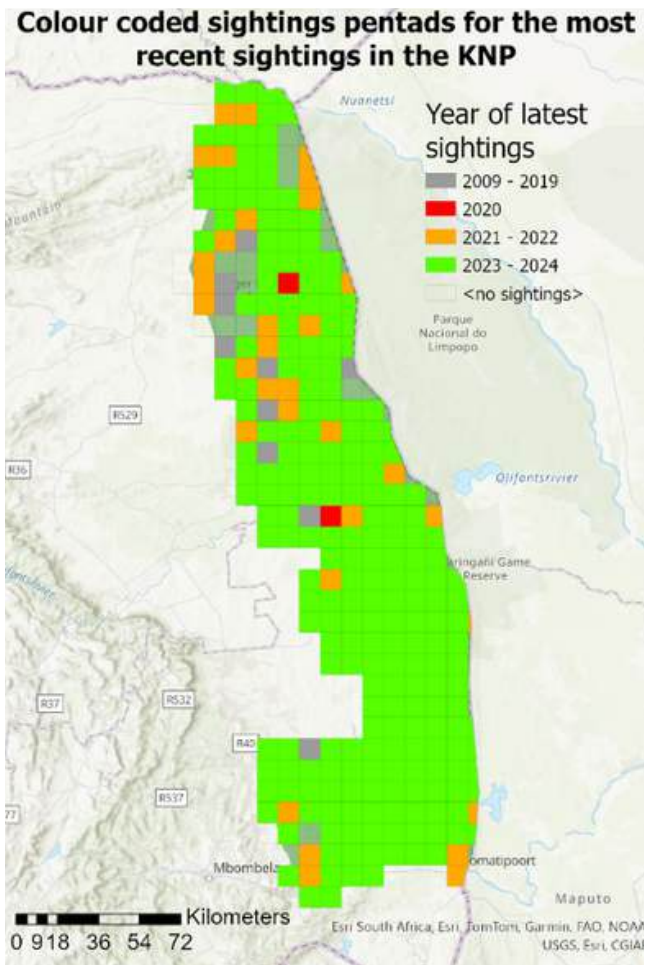 Colour coded sightings pentads for the most
recent sightings in the KNP
Nuanetsi
Year of latest
sightings
2009 - 2019
2020
2021 - 2022
2023 - 2024
<no sightings>
Mountain
Parque
Nacional do
Limpopo
R529
R36
Olifantsrivier
Game
Reserve
R37
R532
R40
R537
77
Mbombela
omatipoort
Maputo
Kilometers
0 9 18 36 54 72
Esri South Africa, Esri, TomTom, Garmin, FAO, NOAA
USGS, Esri, CGIAR